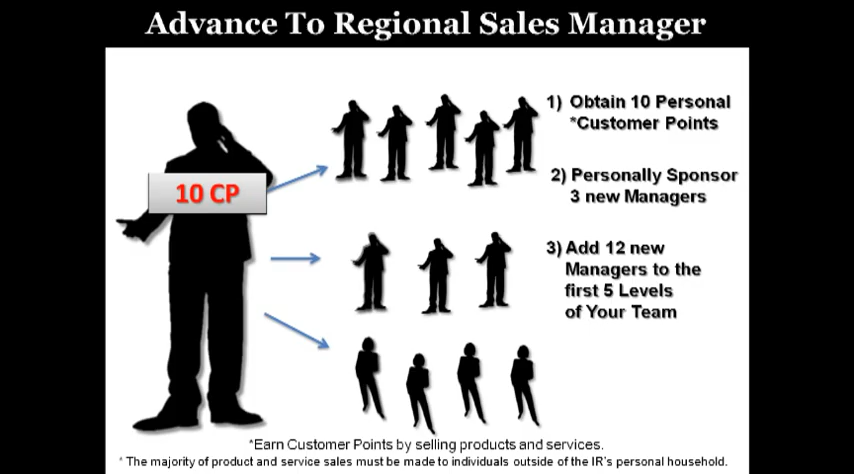 Advance To Regional Sales Manager
10 CP
1) Obtain 10 Personal
*Customer Points
2) Personally Sponsor
3 new Managers
3) Add 12 new
Managers to the
first 5 Levels
of Your Team
*Earn Customer Points by selling products and services.
* The majority of product and service sales must be made to individuals outside of the IR's personal household.